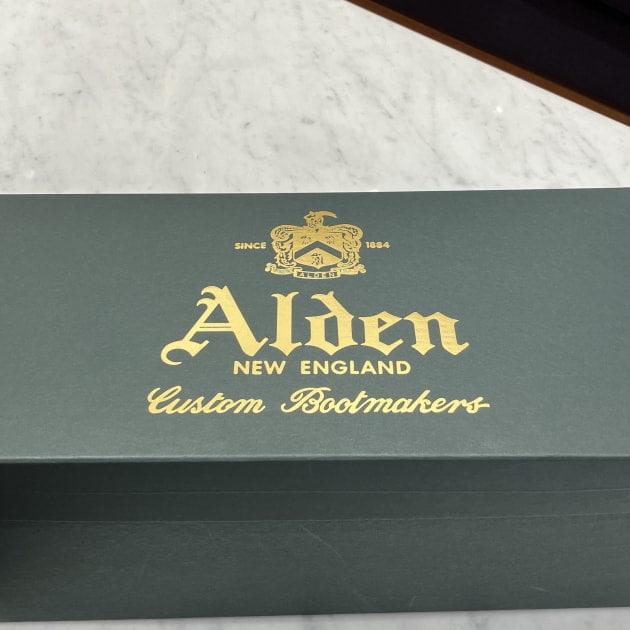 SINCE 1884
ALDEN
Alden
NEW ENGLAND
Custom Bootmakers